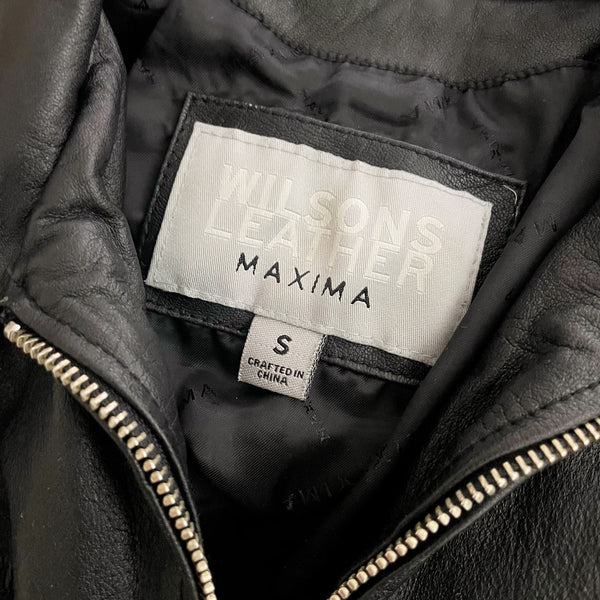 WILSONS
LEATHER
MAXIMA
S
CRAFTED IN
CHINA